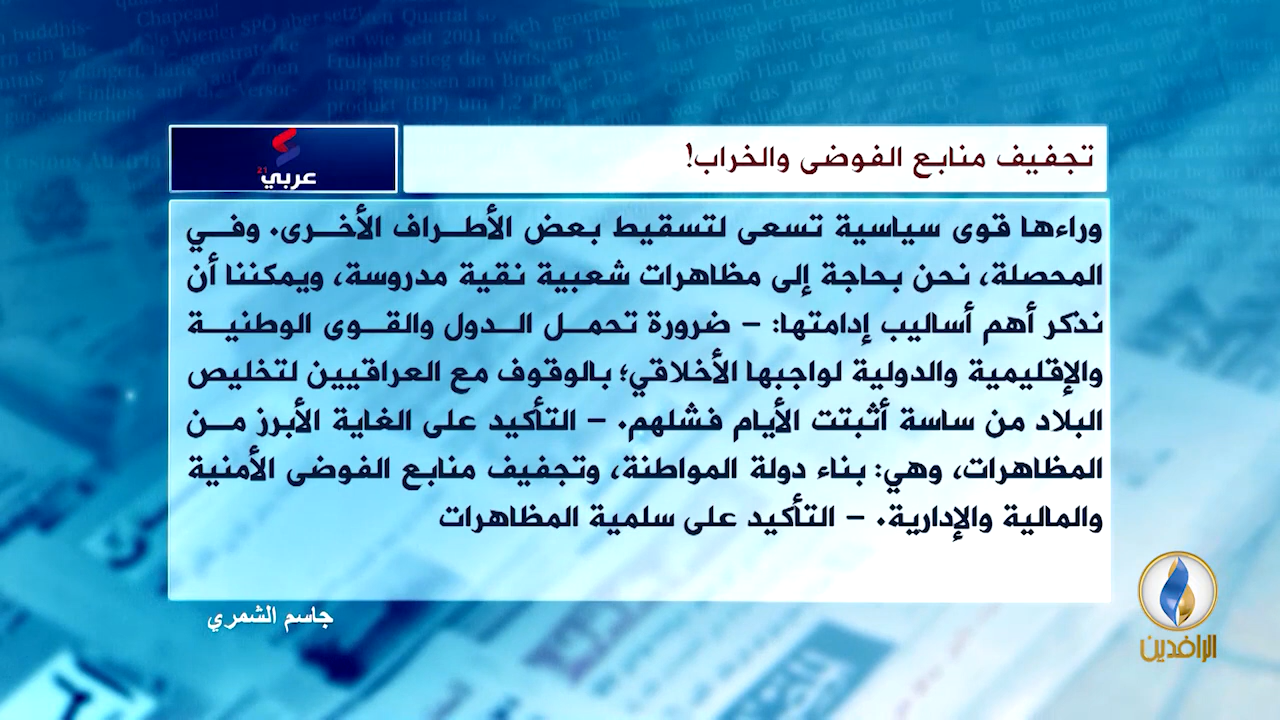 تجفيف منابع الفوضى والخراب!
عربي 21
وراءها قوى سياسية تسعى لتسقيط بعض الأطراف الأخرى. وفي
المحصلة، نحن بحاجة إلى مظاهرات شعبية نقية مدروسة، ويمكننا أن
نذكر أهم أساليب إدامتها: – ضرورة تحمل الدول والقوى الوطنية
والإقليمية والدولية لواجبها الأخلاقي؛ بالوقوف مع العراقيين لتخليص
البلاد من ساسة أثبتت الأيام فشلهم. – التأكيد على الغاية الأبرز من
المظاهرات، وهي: بناء دولة المواطنة، وتجفيف منابع الفوضى الأمنية
والمالية والإدارية. – التأكيد على سلمية المظاهرات
جاسم الشمري
الرافدين